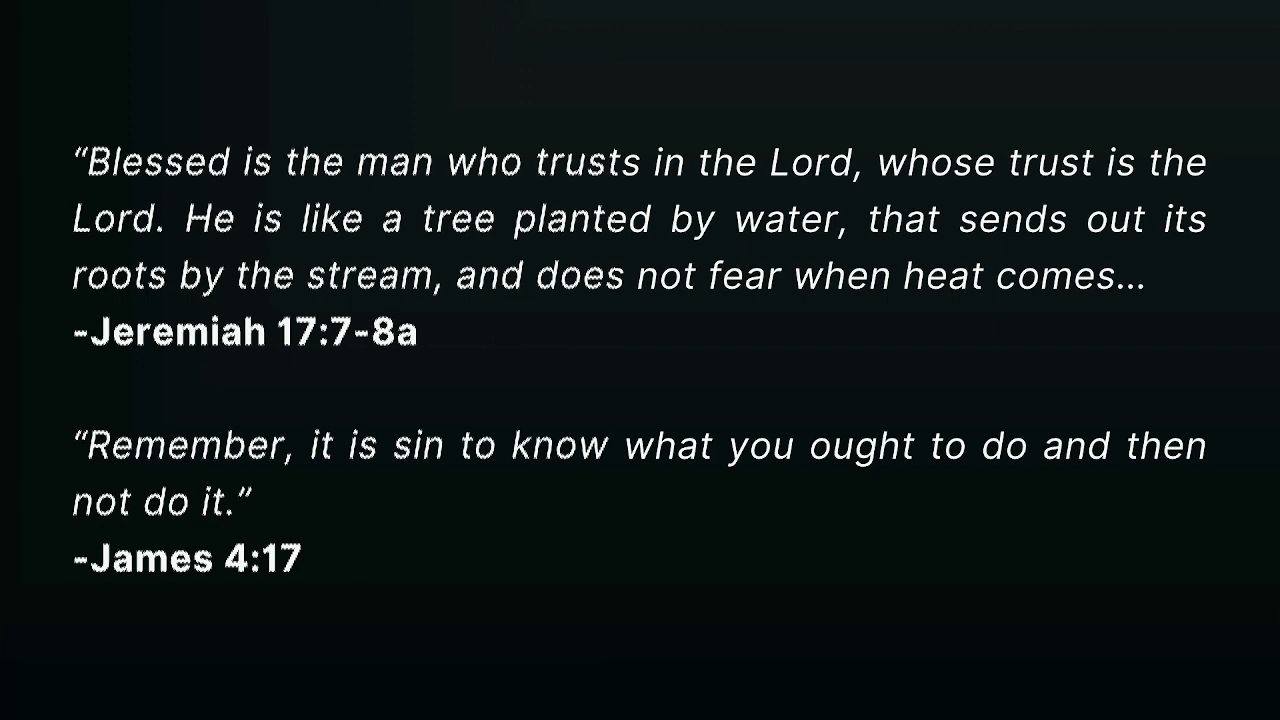 “Blessed is the man who trusts in the Lord, whose trust is the
Lord. He is like a tree planted by water, that sends out its
roots by the stream, and does not fear when heat comes...
-Jeremiah 17:7-8a
“Remember, it is sin to know what you ought to do and then
not do it.”
-James 4:17